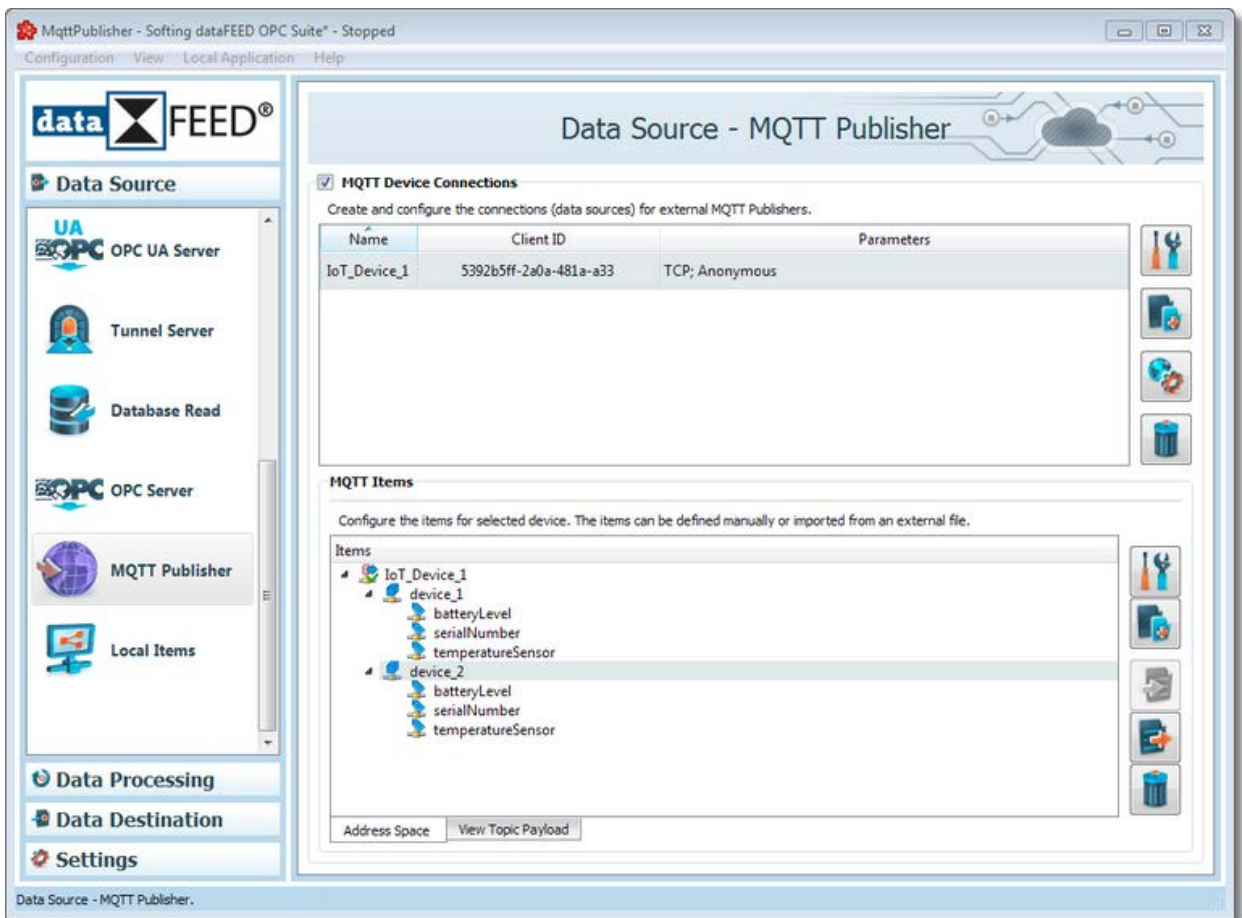 MqttPublisher - Softing dataFEED OPC Suite* - Stopped
Configuration View Local Application Help
data FEED®
Data Source
UA
OPC OPC UA Server
Tunnel Server
Database Read
OPC OPC Server
MQTT Publisher
Local Items
Data Processing
Data Destination
Settings
Data Source - MQTT Publisher
MQTT Device Connections
Create and configure the connections (data sources) for external MQTT Publishers.
Name Client ID Parameters
IoT_Device_1 5392b5ff-2a0a-481a-a33 TCP; Anonymous
MQTT Items
Configure the items for selected device. The items can be defined manually or imported from an external file.
Items
IoT_Device_1
device_1
batteryLevel
serialNumber
temperatureSensor
device_2
batteryLevel
serialNumber
temperatureSensor
Address Space View Topic Payload
Data Source - MQTT Publisher.